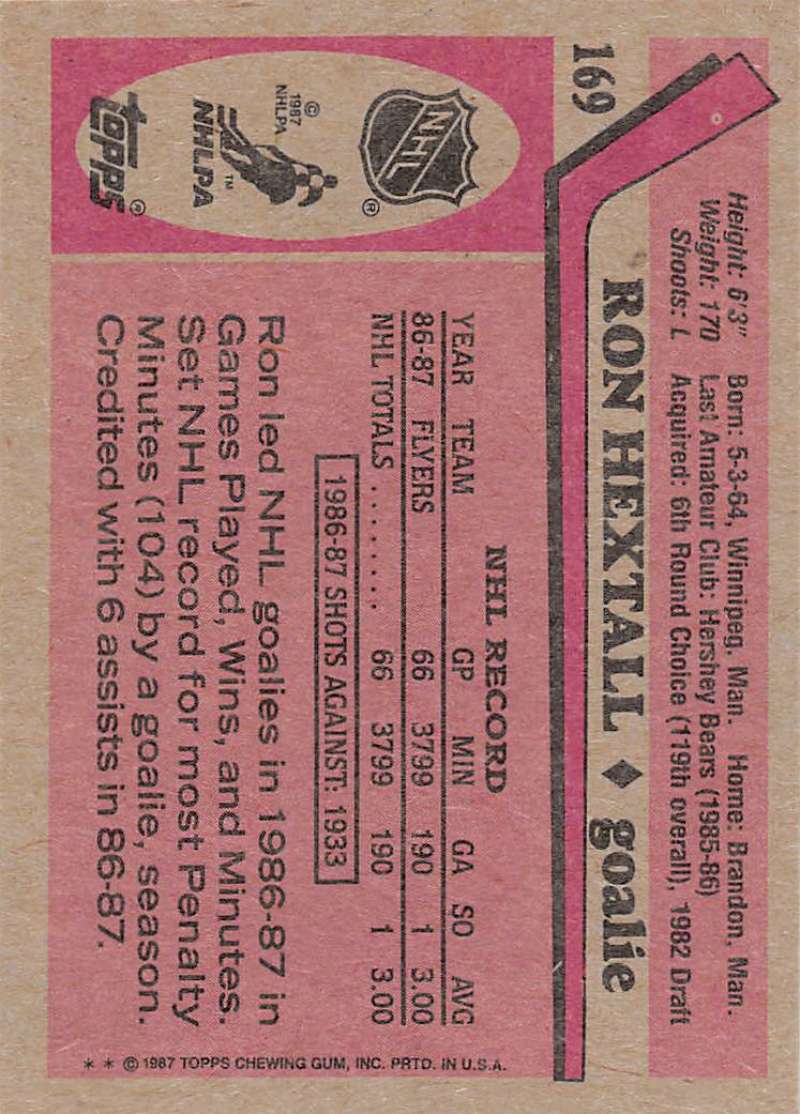 169
Height: 6'3" Born: 5-3-64, Winnipeg, Man. Home: Brandon, Man.
Weight: 170 Last Amateur Club: Hershey Bears (1985-86)
Shoots: L Acquired: 6th Round Choice (119th overall), 1982 Draft
RON HEXTALL ◆ goalie
NHL ®
© 1987 NHLPA
NHLPA ™
TOPPS ®
NHL RECORD
YEAR TEAM GP MIN GA SO AVG
86-87 FLYERS 66 3799 190 1 3.00
NHL TOTALS ........ 66 3799 190 1 3.00
1986-87 SHOTS AGAINST: 1933
Ron led NHL goalies in 1986-87 in
Games Played, Wins, and Minutes.
Set NHL record for most Penalty
Minutes (104) by a goalie, season.
Credited with 6 assists in 86-87.
* * © 1987 TOPPS CHEWING GUM, INC. PRTD. IN U.S.A.